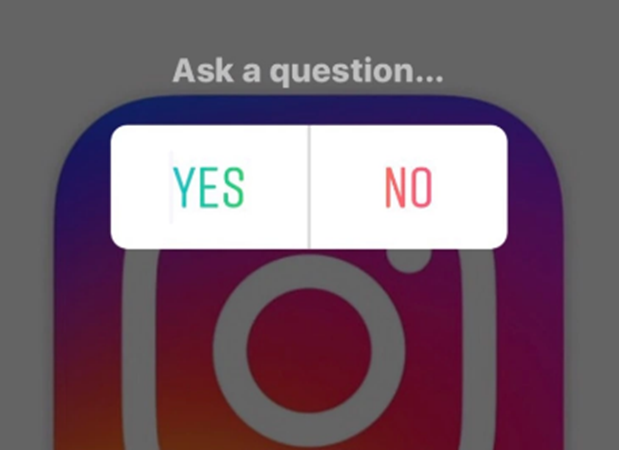 Ask a question...
YES NO